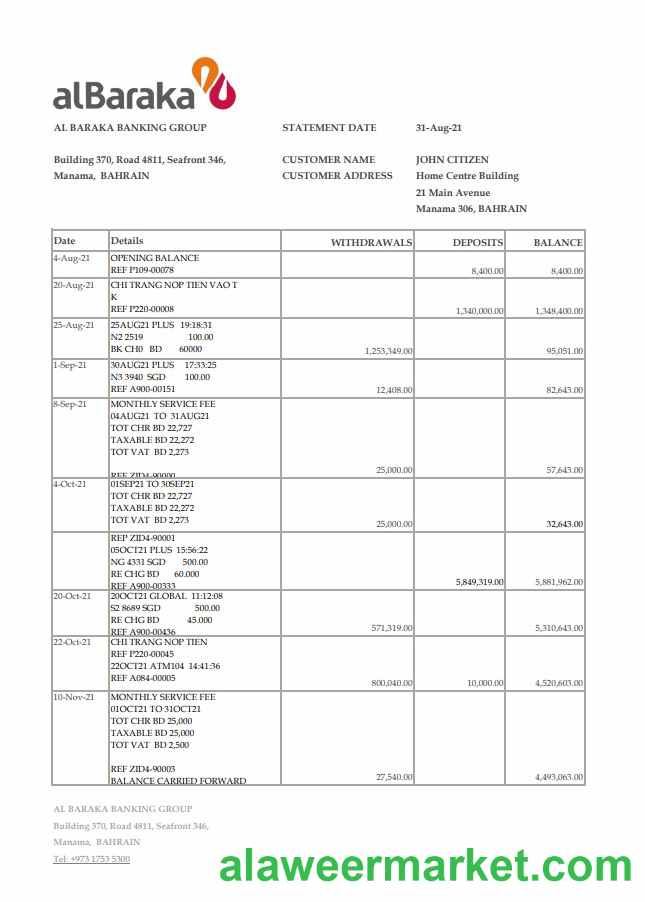 alBaraka
AL BARAKA BANKING GROUP STATEMENT DATE 31-Aug-21
Building 370, Road 4811, Seafront 346, CUSTOMER NAME JOHN CITIZEN
Manama, BAHRAIN CUSTOMER ADDRESS Home Centre Building
21 Main Avenue
Manama 306, BAHRAIN
Date Details WITHDRAWALS DEPOSITS BALANCE
4-Aug-21 OPENING BALANCE
REF P109-00078 8,400.00 8,400.00
20-Aug-21 CHI TRANG NOP TIEN VAO T
K
REF P220-00008 1,340,000.00 1,348,400.00
25-Aug-21 25AUG21 PLUS 19:18:31
N2 2519 100.00
BK CH0 BD 60000 1,253,349.00 95,051.00
1-Sep-21 30AUG21 PLUS 17:33:25
N3 3940 SGD 100.00
REF A900-00151 12,408.00 82,643.00
8-Sep-21 MONTHLY SERVICE FEE
04AUG21 TO 31AUG21
TOT CHR BD 22,727
TAXABLE BD 22,272
TOT VAT BD 2,273
REF ZID4-90000 25,000.00 57,643.00
4-Oct-21 01SEP21 TO 30SEP21
TOT CHR BD 22,727
TAXABLE BD 22,272
TOT VAT BD 2,273 25,000.00 32,643.00
REP ZID4-90001
05OCT21 PLUS 15:56:22
NG 4331 SGD 500.00
RE CHG BD 60.000
REF A900-00333 5,849,319.00 5,881,962.00
20-Oct-21 20OCT21 GLOBAL 11:12:08
S2 8689 SGD 500.00
RE CHG BD 45.000
REF A900-00436 571,319.00 5,310,643.00
22-Oct-21 CHI TRANG NOP TIEN
REF P220-00045
22OCT21 ATM104 14:41:36
REF A084-00005 800,040.00 10,000.00 4,520,603.00
10-Nov-21 MONTHLY SERVICE FEE
01OCT21 TO 31OCT21
TOT CHR BD 25,000
TAXABLE BD 25,000
TOT VAT BD 2,500
REF ZID4-90003
BALANCE CARRIED FORWARD 27,540.00 4,493,063.00
AL BARAKA BANKING GROUP
Building 370, Road 4811, Seafront 346,
Manama, BAHRAIN
Tel: +973 1753 5300
alaweermarket.com